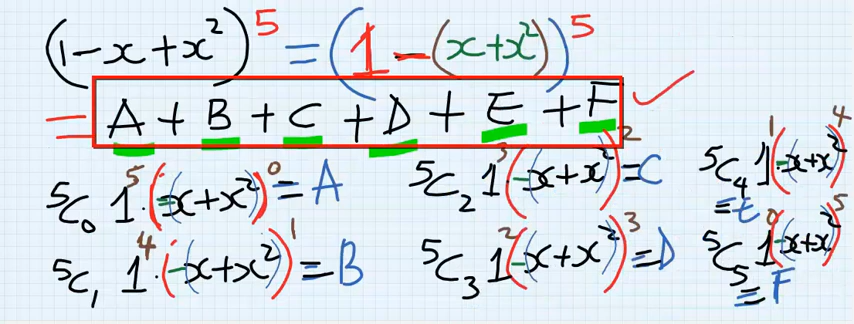 (1-x+x²)⁵ = (1-(x+x²))⁵
= A + B + C + D + E + F ✓
⁵C₀ 1⁵·(-(x+x²))⁰ = A
⁵C₁ 1⁴·(-(x+x²))¹ = B
⁵C₂ 1³(-(x+x²))² = C
⁵C₃ 1²(-(x+x²))³ = D
⁵C₄ 1¹(-(x+x²))⁴ = E
⁵C₅ 1⁰(-(x+x²))⁵ = F